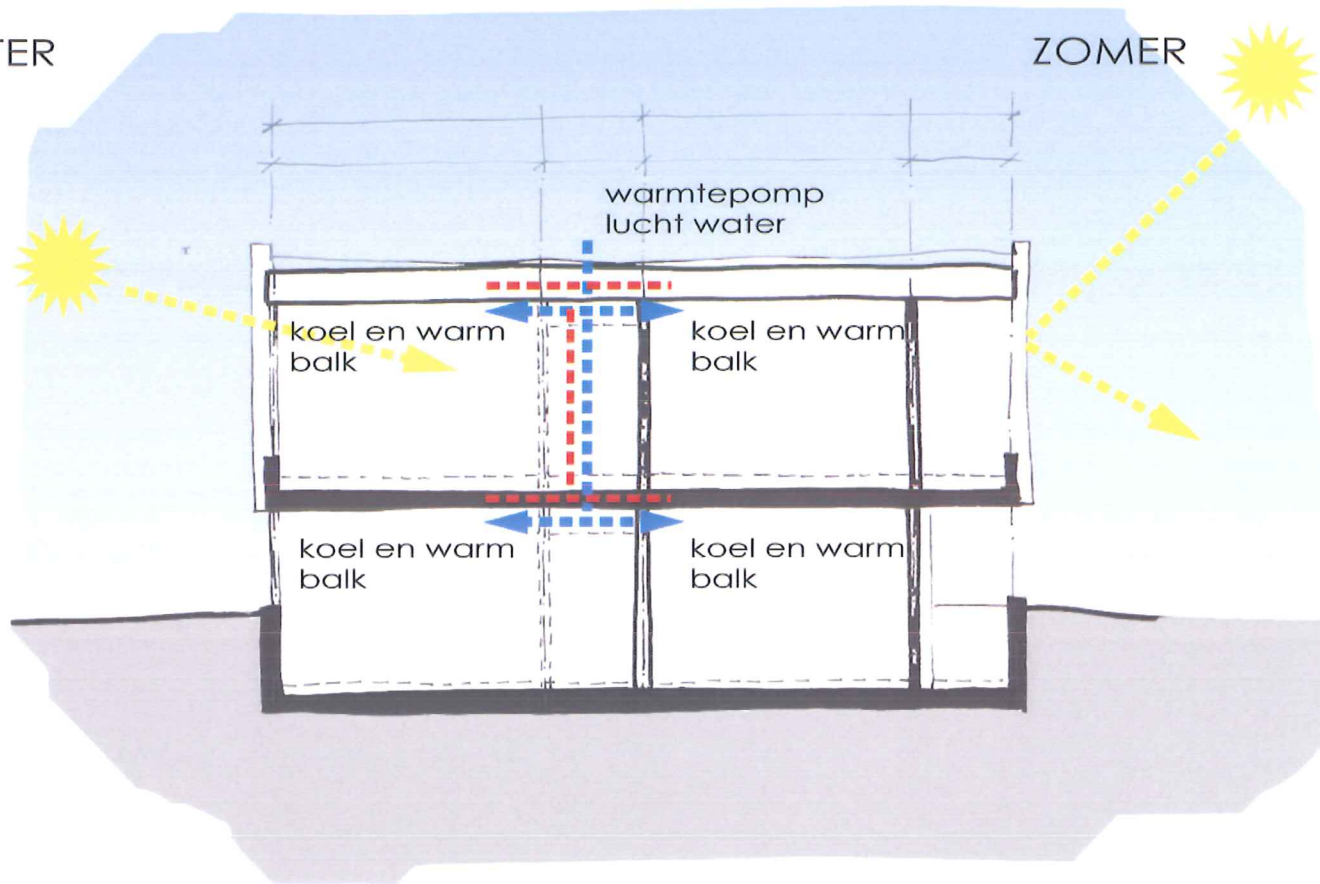 TER
ZOMER
warmtepomp
lucht water
koel en warm
balk
koel en warm
balk
koel en warm
balk
koel en warm
balk